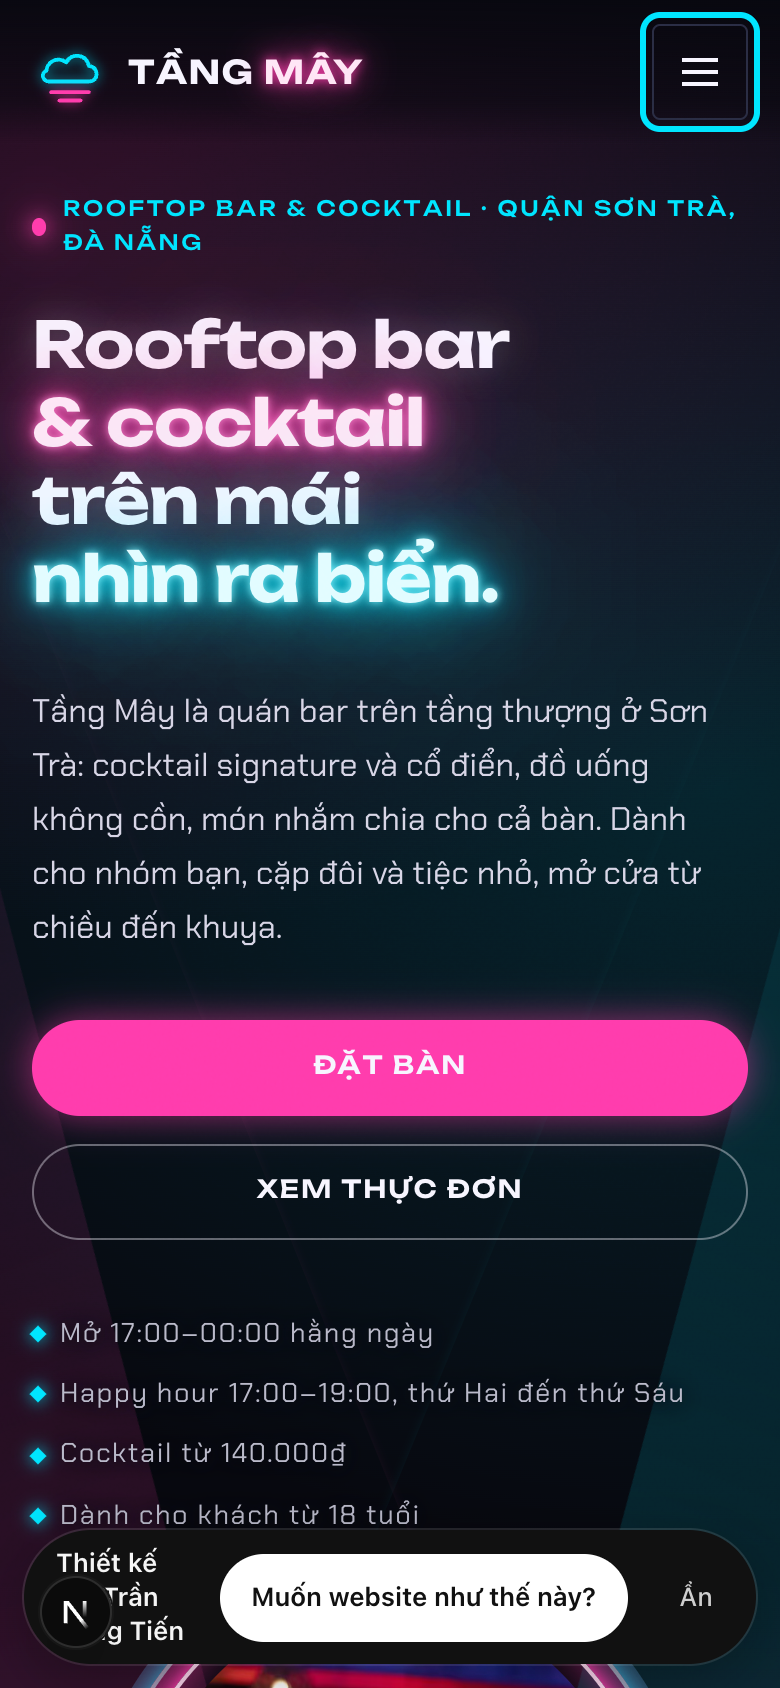 TẦNG MÂY
ROOFTOP BAR & COCKTAIL · QUẬN SƠN TRÀ,
ĐÀ NẴNG
Rooftop bar
& cocktail
trên mái
nhìn ra biển.
Tầng Mây là quán bar trên tầng thượng ở Sơn
Trà: cocktail signature và cổ điển, đồ uống
không cồn, món nhắm chia cho cả bàn. Dành
cho nhóm bạn, cặp đôi và tiệc nhỏ, mở cửa từ
chiều đến khuya.
ĐẶT BÀN
XEM THỰC ĐƠN
Mở 17:00–00:00 hằng ngày
Happy hour 17:00–19:00, thứ Hai đến thứ Sáu
Cocktail từ 140.000₫
Dành cho khách từ 18 tuổi
Thiết kế
Trần
Tiến
N
Muốn website như thế này?
Ẩn